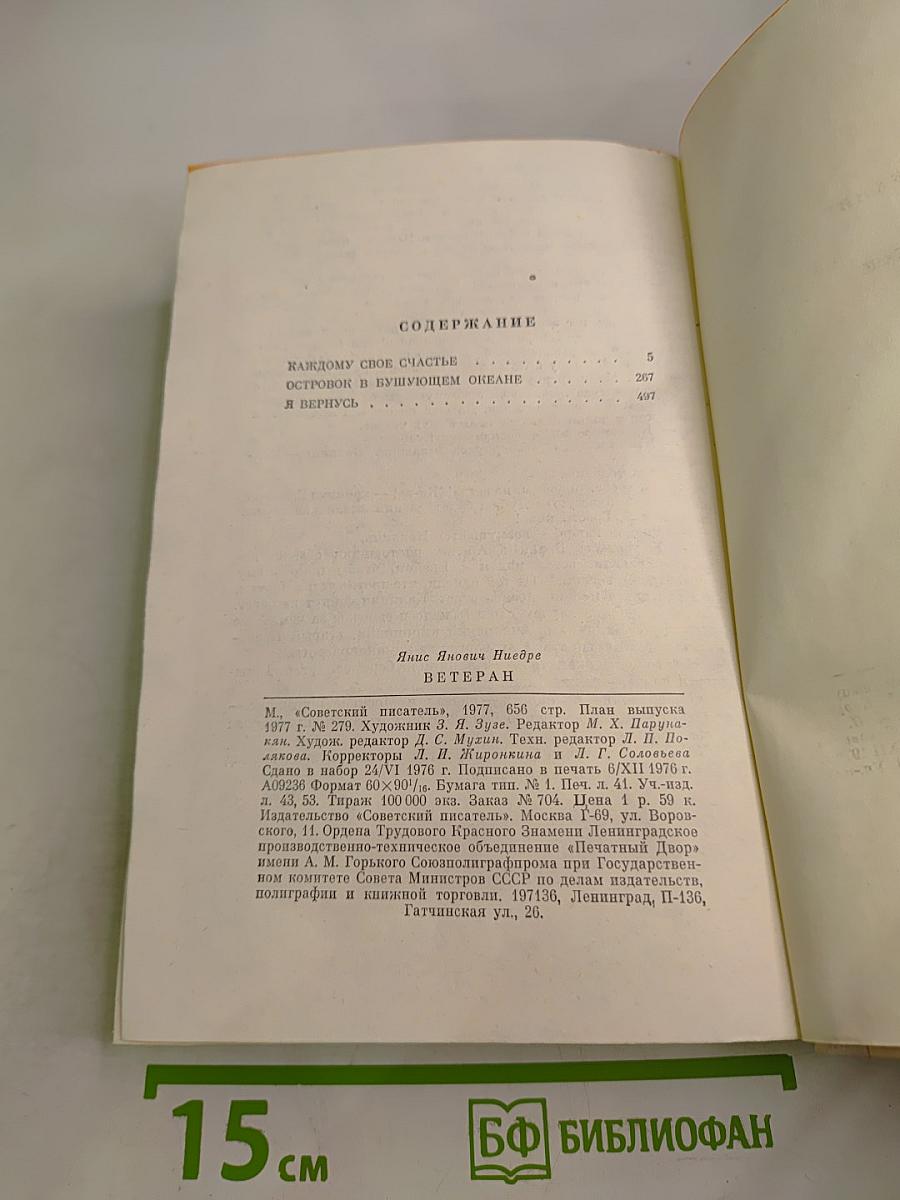 СОДЕРЖАНИЕ
КАЖДОМУ СВОЕ СЧАСТЬЕ . . . . . . . . . . 5
ОСТРОВОК В БУШУЮЩЕМ ОКЕАНЕ . . . . . . 267
Я ВЕРНУСЬ . . . . . . . . . . . . . . . . . 497
Янис Янович Ниедре
ВЕТЕРАН
М., «Советский писатель», 1977, 656 стр. План выпуска
1977 г. № 279. Художник З. Я. Зузе. Редактор М. Х. Паруна-
кян. Худож. редактор Д. С. Мухин. Техн. редактор Л. П. По-
лякова. Корректоры Л. Н. Жиронкина и Л. Г. Соловьева
Сдано в набор 24/VI 1976 г. Подписано в печать 6/XII 1976 г.
А09236 Формат 60×90¹/₁₆. Бумага тип. № 1. Печ. л. 41. Уч.-изд.
л. 43,53. Тираж 100 000 экз. Заказ № 704. Цена 1 р. 59 к.
Издательство «Советский писатель». Москва Г-69, ул. Воров-
ского, 11. Ордена Трудового Красного Знамени Ленинградское
производственно-техническое объединение «Печатный Двор»
имени А. М. Горького Союзполиграфпрома при Государствен-
ном комитете Совета Министров СССР по делам издательств,
полиграфии и книжной торговли. 197136, Ленинград, П-136,
Гатчинская ул., 26.
15 см
БФ БИБЛИОФАН